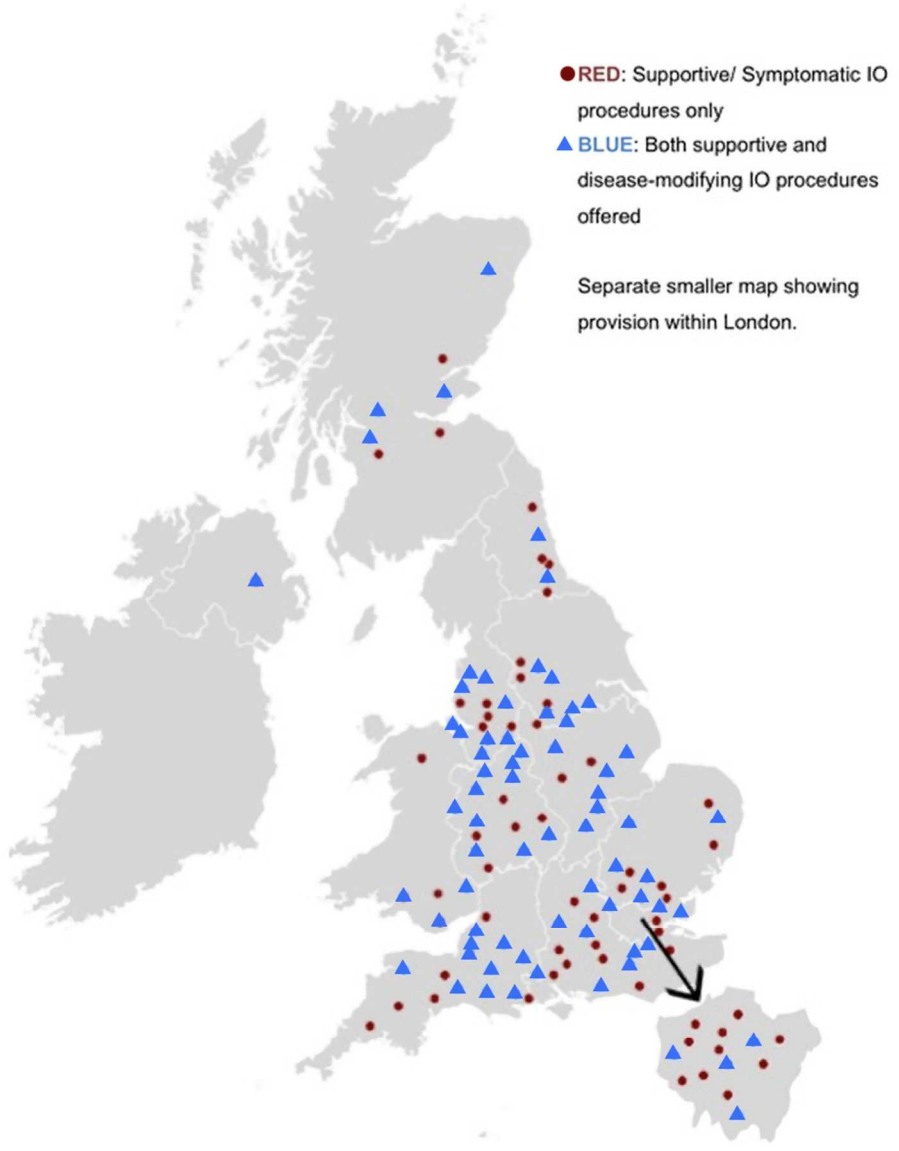 RED: Supportive/ Symptomatic IO
procedures only
BLUE: Both supportive and
disease-modifying IO procedures
offered
Separate smaller map showing
provision within London.